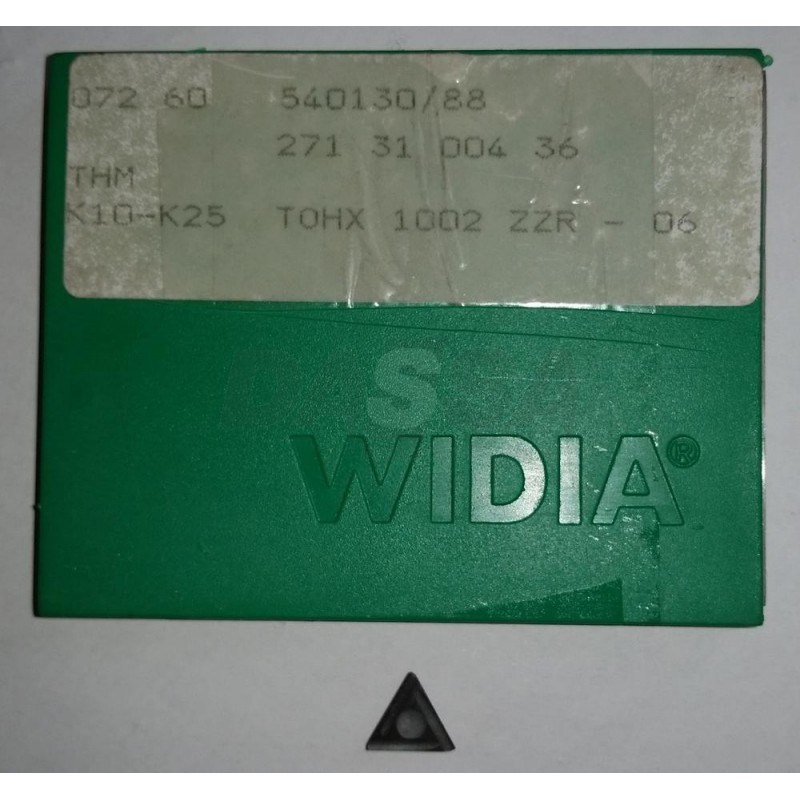 072 60 540130/88
271 31 004 36
THM
K10-K25 TOHX 1002 ZZR - 06
WIDIA®